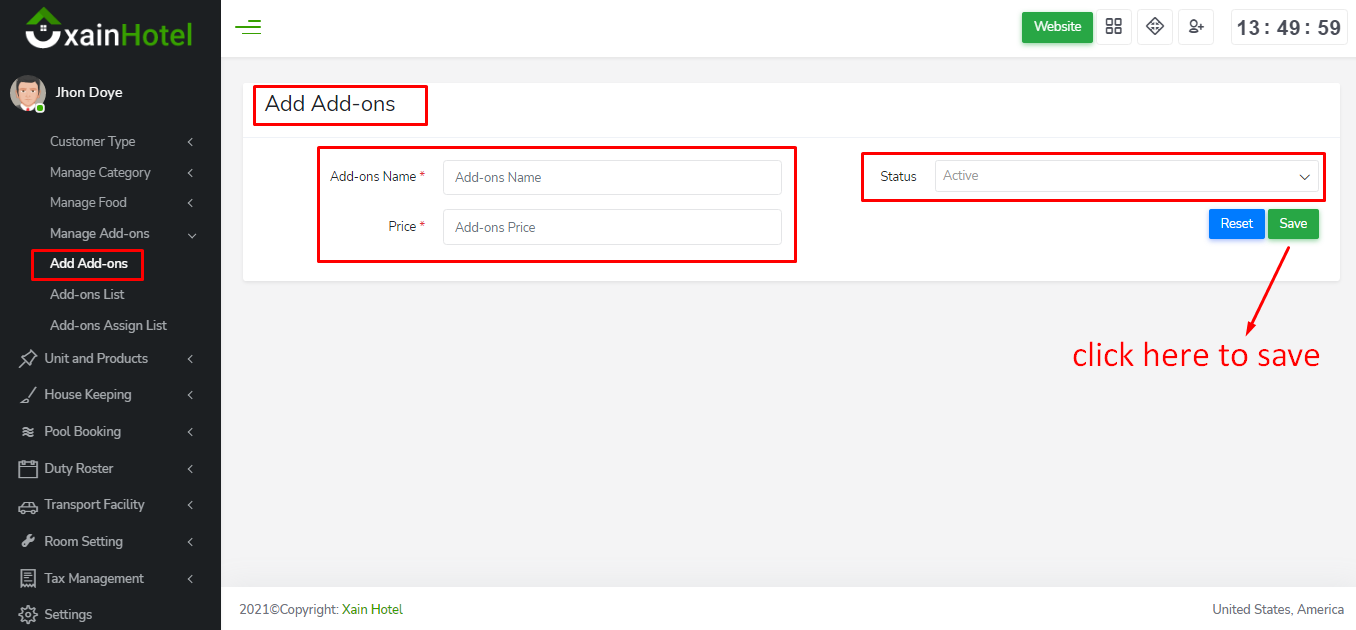 xainHotel
Jhon Doye
Customer Type
Manage Category
Manage Food
Manage Add-ons
Add Add-ons
Add-ons List
Add-ons Assign List
Unit and Products
House Keeping
Pool Booking
Duty Roster
Transport Facility
Room Setting
Tax Management
Settings
Website
13:49:59
Add Add-ons
Add-ons Name *
Add-ons Name
Status
Active
Price *
Add-ons Price
Reset
Save
click here to save
2021©Copyright: Xain Hotel
United States, America